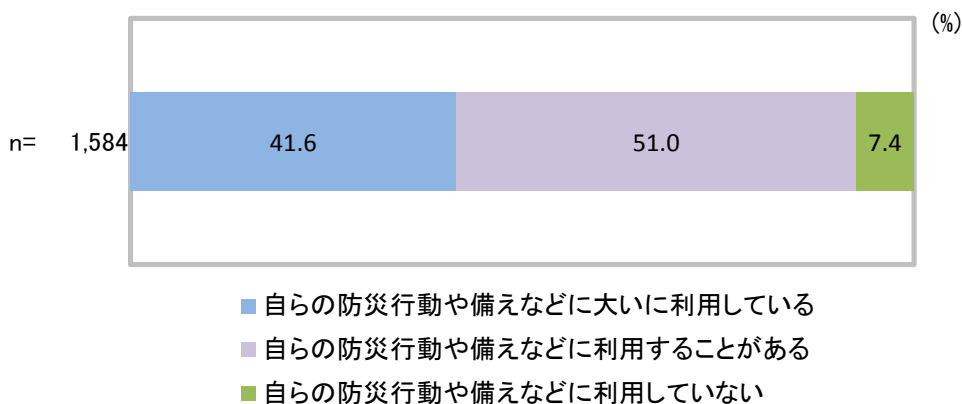 (%)
n= 1,584 41.6 51.0 7.4
自らの防災行動や備えなどに大いに利用している
自らの防災行動や備えなどに利用することがある
自らの防災行動や備えなどに利用していない